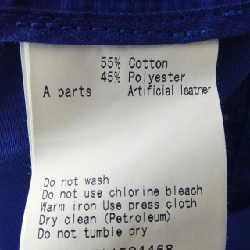 55% Cotton
45% Polyester
A parts Artificial leather
Do not wash
Do not use chlorine bleach
Warm iron Use press cloth
Dry clean (Petroleum)
Do not tumble dry